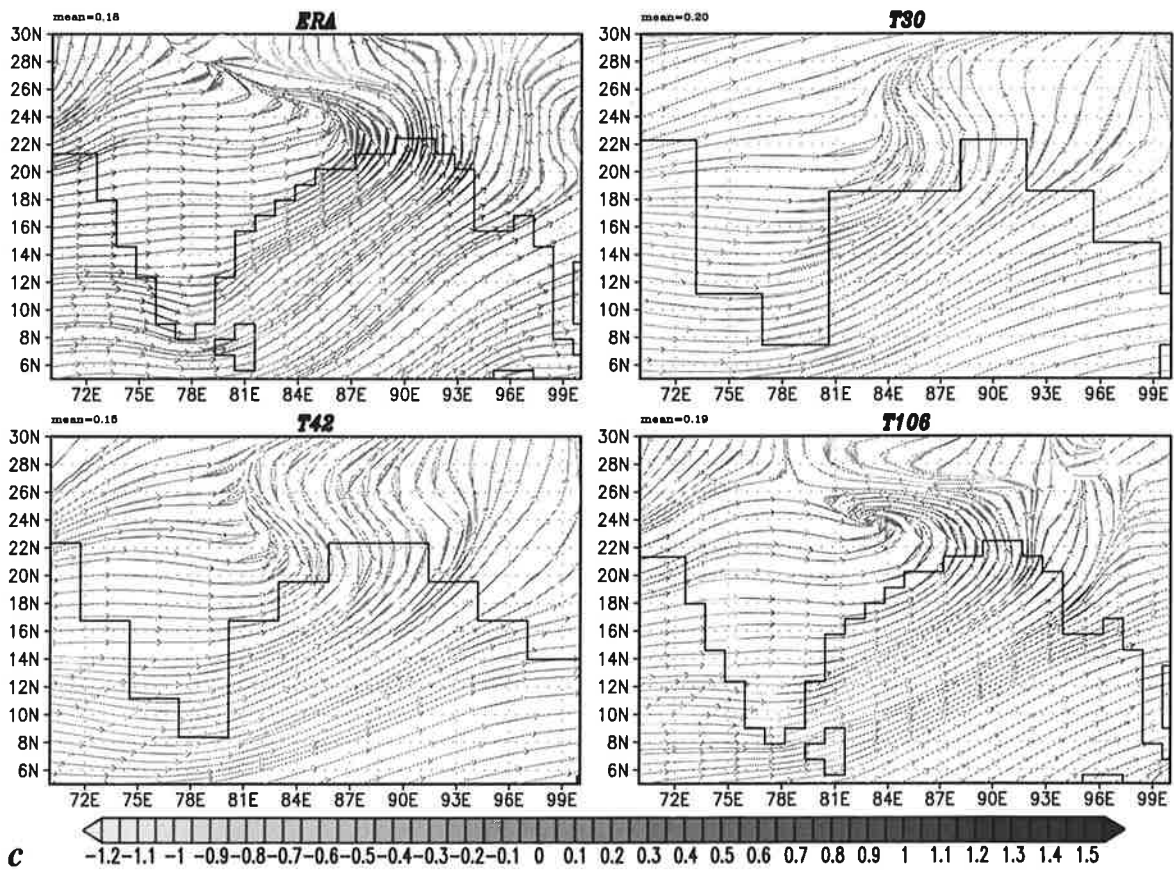 mean=0.18 ERA
30N
28N
26N
24N
22N
20N
18N
16N
14N
12N
10N
8N
6N
72E 75E 78E 81E 84E 87E 90E 93E 96E 99E
mean=0.20 T30
30N
28N
26N
24N
22N
20N
18N
16N
14N
12N
10N
8N
6N
72E 75E 78E 81E 84E 87E 90E 93E 96E 99E
mean=0.15 T42
30N
28N
26N
24N
22N
20N
18N
16N
14N
12N
10N
8N
6N
72E 75E 78E 81E 84E 87E 90E 93E 96E 99E
mean=0.19 T106
30N
28N
26N
24N
22N
20N
18N
16N
14N
12N
10N
8N
6N
72E 75E 78E 81E 84E 87E 90E 93E 96E 99E
c -1.2 -1.1 -1 -0.9 -0.8 -0.7 -0.6 -0.5 -0.4 -0.3 -0.2 -0.1 0 0.1 0.2 0.3 0.4 0.5 0.6 0.7 0.8 0.9 1 1.1 1.2 1.3 1.4 1.5